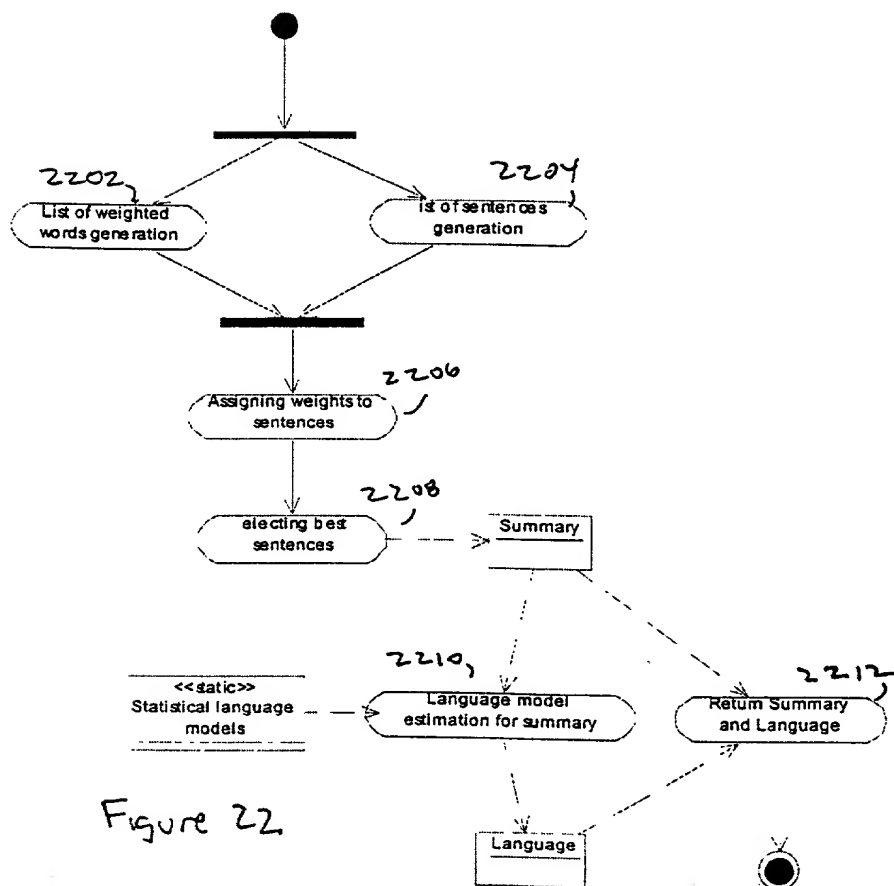 2202
2204
List of weighted
words generation
ist of sentences
generation
2206
Assigning weights to
sentences
2208
electing best
sentences
Summary
2210
2212
<<static>>
Statistical language
models
Language model
estimation for summary
Return Summary
and Language
Figure 22
Language